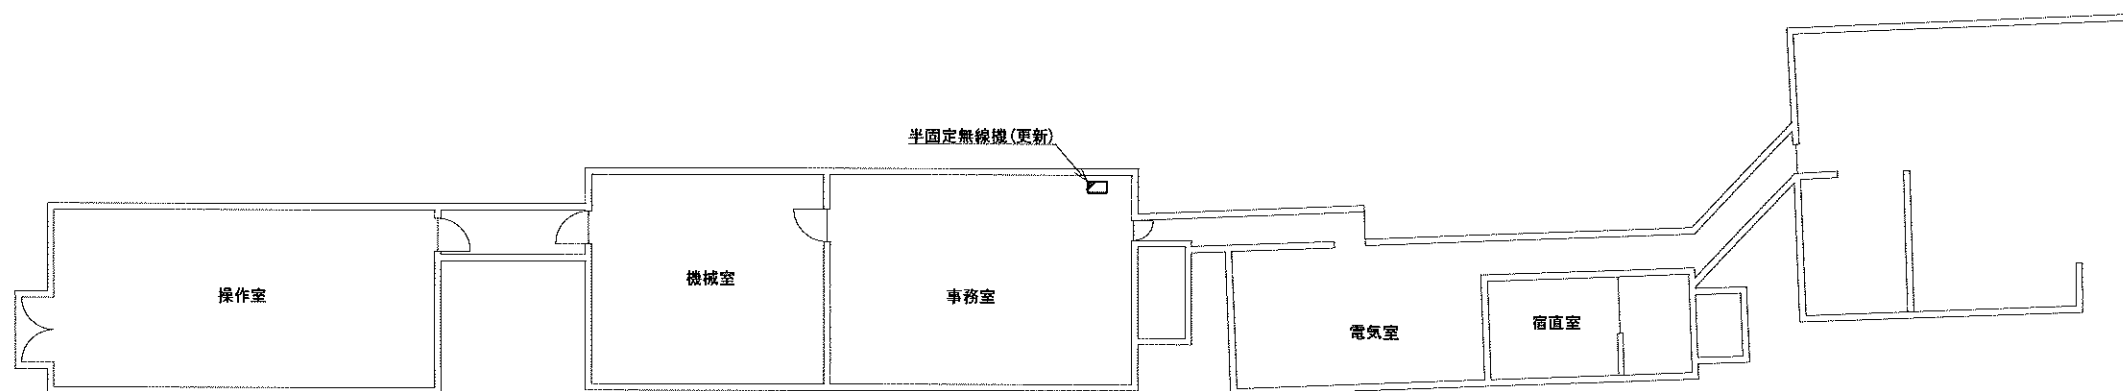 半固定無線機(更新)
操作室
機械室
事務室
電気室
宿直室